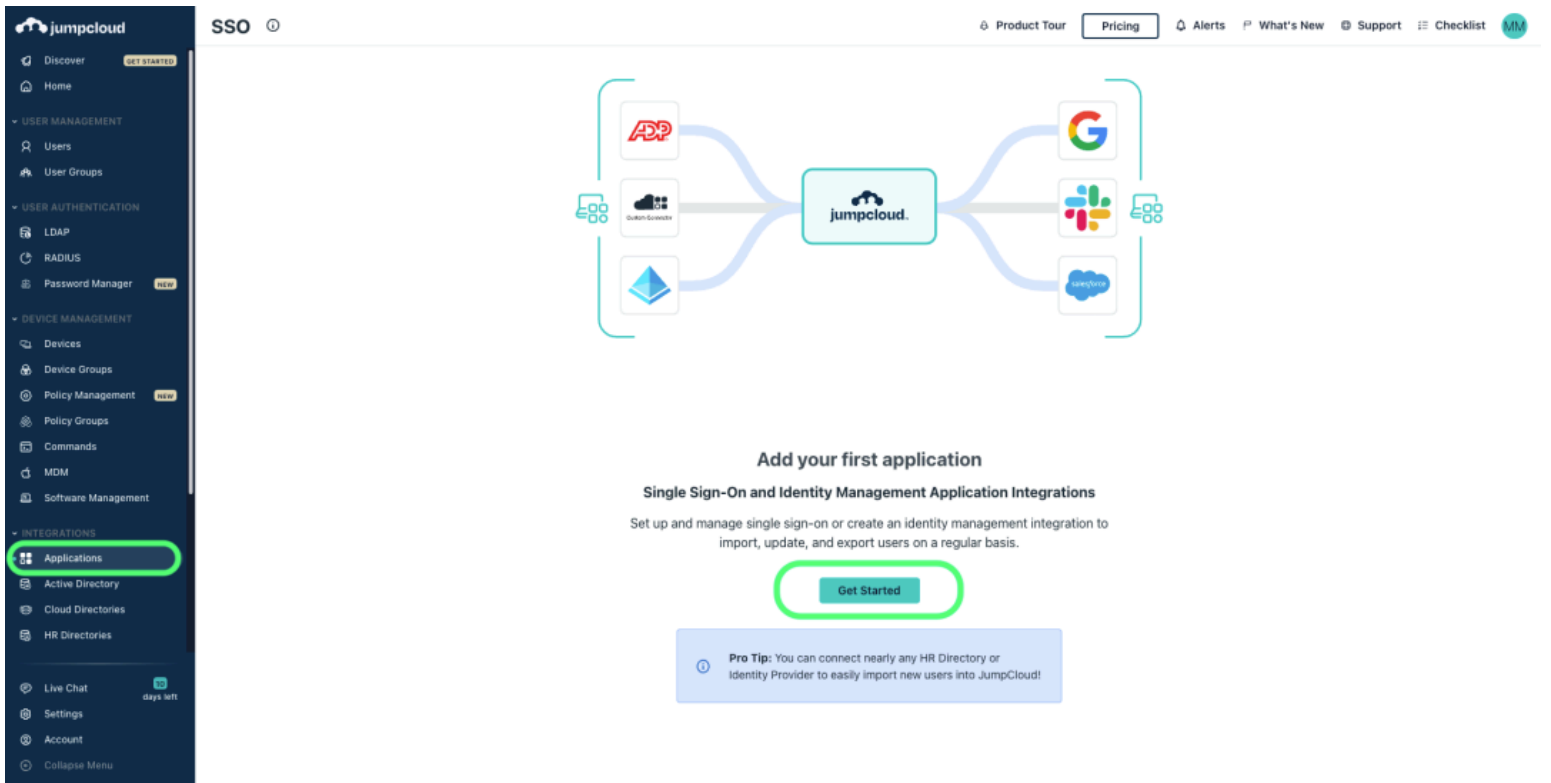 jumpcloud
SSO
Product Tour
Pricing
Alerts
What's New
Support
Checklist
MM
Discover
GET STARTED
Home
USER MANAGEMENT
Users
User Groups
USER AUTHENTICATION
LDAP
RADIUS
Password Manager
NEW
DEVICE MANAGEMENT
Devices
Device Groups
Policy Management
NEW
Policy Groups
Commands
MDM
Software Management
INTEGRATIONS
Applications
Active Directory
Cloud Directories
HR Directories
Live Chat
10
days left
Settings
Account
Collapse Menu
ADP
Custom Connector
jumpcloud.
salesforce
Add your first application
Single Sign-On and Identity Management Application Integrations
Set up and manage single sign-on or create an identity management integration to
import, update, and export users on a regular basis.
Get Started
Pro Tip: You can connect nearly any HR Directory or
Identity Provider to easily import new users into JumpCloud!